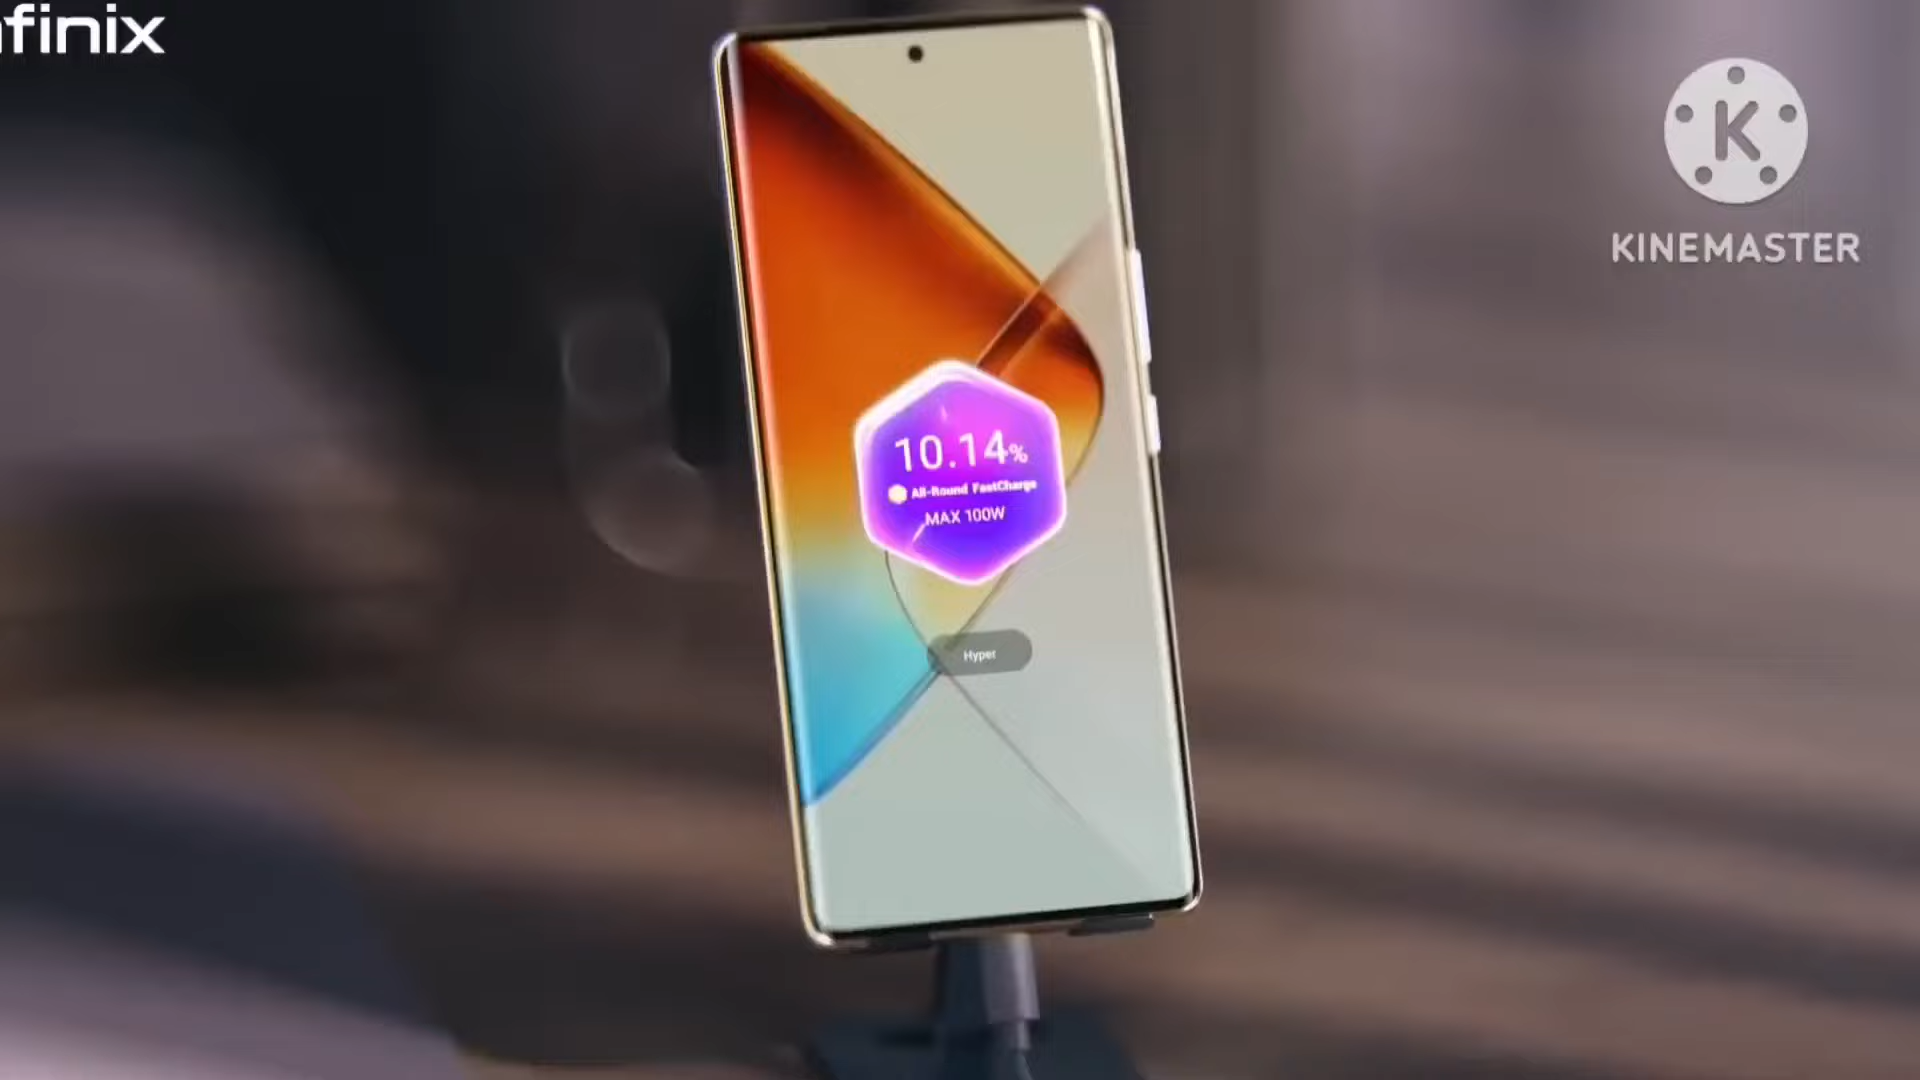 finix
KINEMASTER
10.14%
All-Round FastCharge
MAX 100W
Hyper